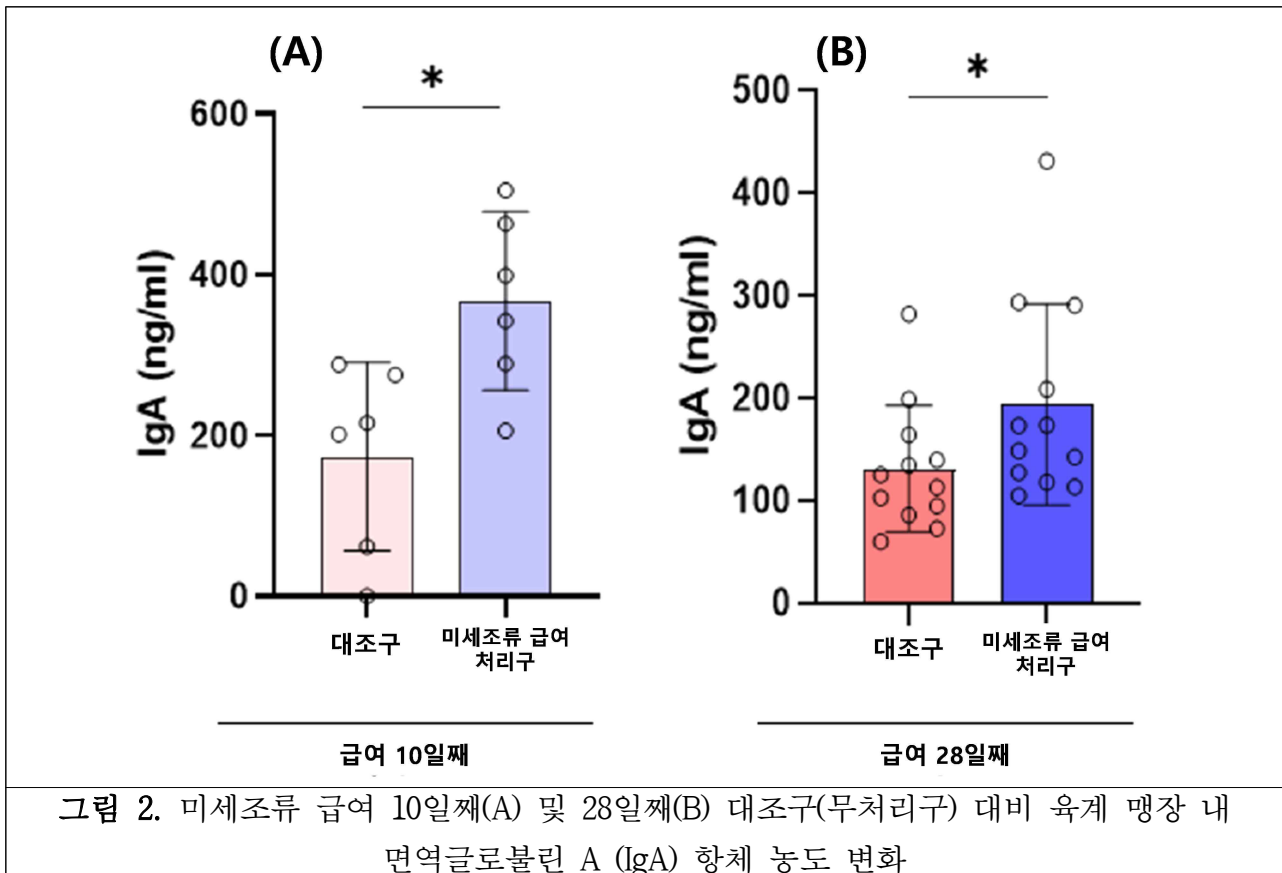 (A)
*
600
400
200
0
IgA (ng/ml)
대조구
미세조류 급여
처리구
급여 10일째
(B)
*
500
400
300
200
100
0
IgA (ng/ml)
대조구
미세조류 급여
처리구
급여 28일째
그림 2. 미세조류 급여 10일째(A) 및 28일째(B) 대조구(무처리구) 대비 육계 맹장 내
면역글로불린 A (IgA) 항체 농도 변화